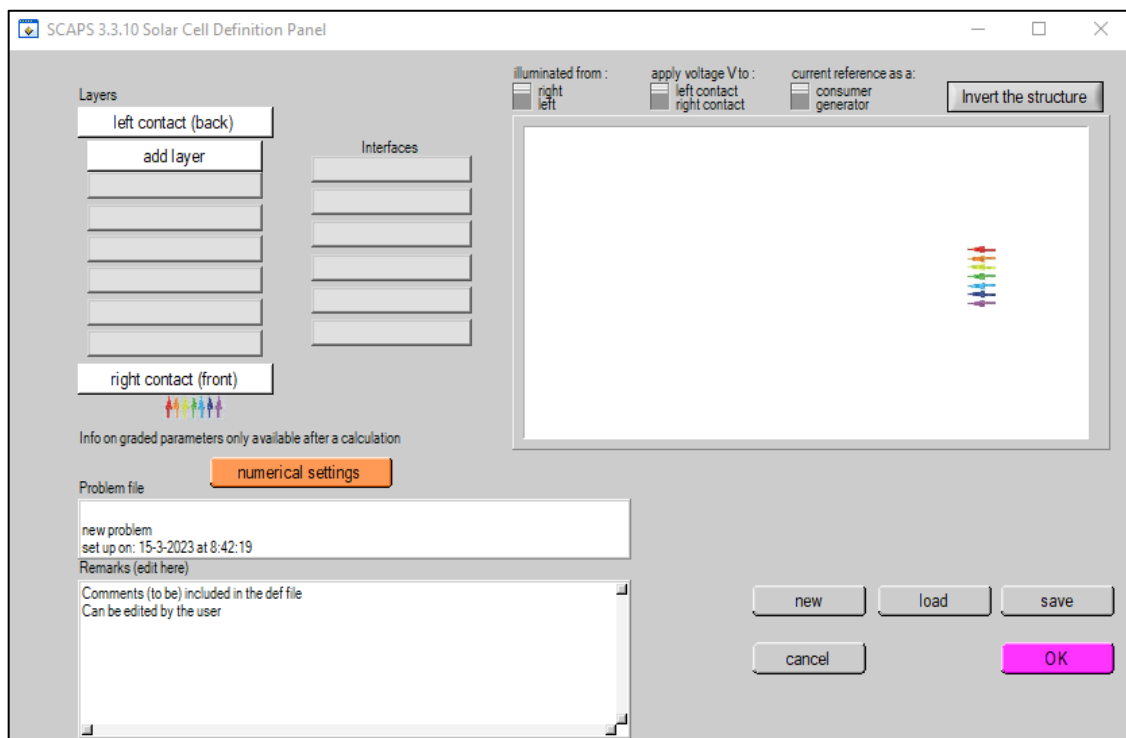 SCAPS 3.3.10 Solar Cell Definition Panel
illuminated from :
right
left
apply voltage V to :
left contact
right contact
current reference as a:
consumer
generator
Invert the structure
Layers
left contact (back)
add layer
Interfaces
right contact (front)
Info on graded parameters only available after a calculation
numerical settings
Problem file
new problem
set up on: 15-3-2023 at 8:42:19
Remarks (edit here)
Comments (to be) included in the def file
Can be edited by the user
new
load
save
cancel
OK